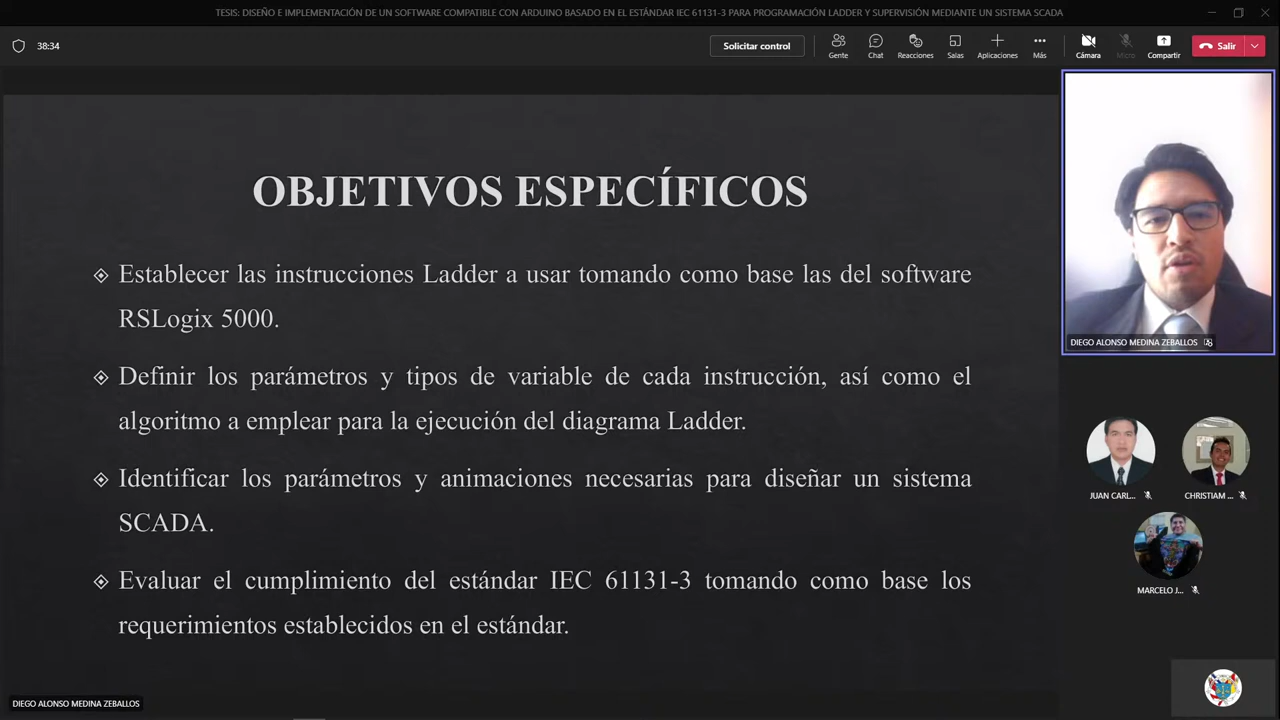 TESIS: DISEÑO E IMPLEMENTACIÓN DE UN SOFTWARE COMPATIBLE CON ARDUINO BASADO EN EL ESTÁNDAR IEC 61131-3 PARA PROGRAMACIÓN LADDER Y SUPERVISIÓN MEDIANTE UN SISTEMA SCADA
38:34
Solicitar control
Gente
Chat
Reacciones
Salas
Aplicaciones
Más
Cámara
Micro
Compartir
Salir
OBJETIVOS ESPECÍFICOS
Establecer las instrucciones Ladder a usar tomando como base las del software
RSLogix 5000.
Definir los parámetros y tipos de variable de cada instrucción, así como el
algoritmo a emplear para la ejecución del diagrama Ladder.
Identificar los parámetros y animaciones necesarias para diseñar un sistema
SCADA.
Evaluar el cumplimiento del estándar IEC 61131-3 tomando como base los
requerimientos establecidos en el estándar.
DIEGO ALONSO MEDINA ZEBALLOS
JUAN CARL...
CHRISTIAM ...
MARCELO J...
DIEGO ALONSO MEDINA ZEBALLOS